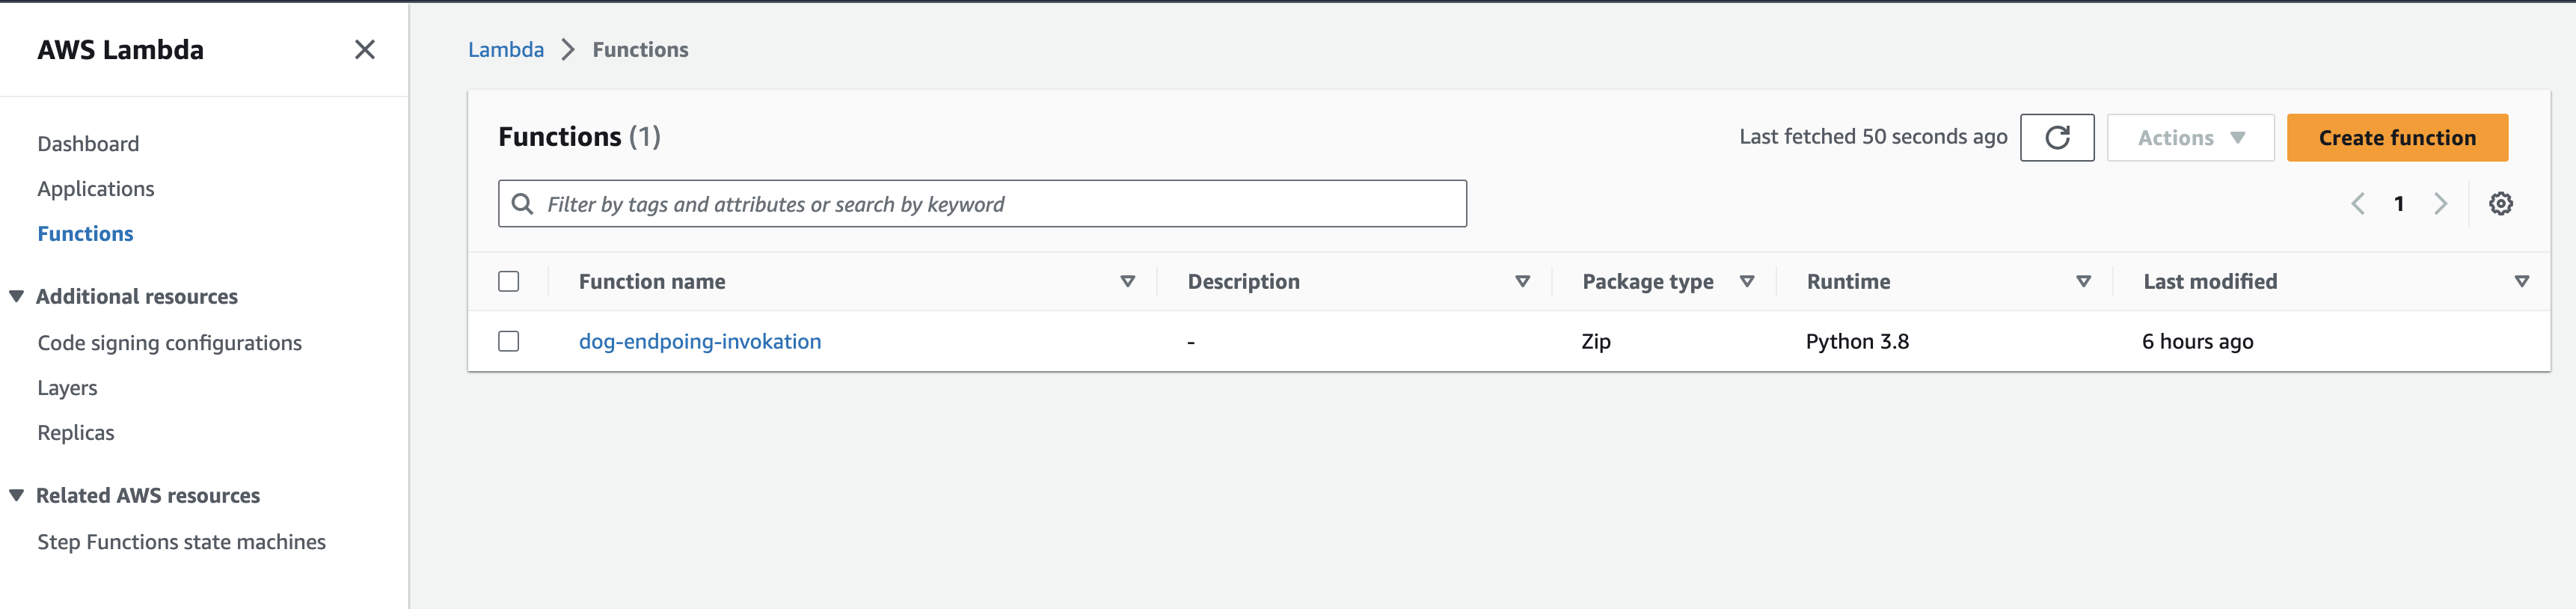 AWS Lambda
Dashboard
Applications
Functions
Additional resources
Code signing configurations
Layers
Replicas
Related AWS resources
Step Functions state machines
Lambda > Functions
Functions (1)
Last fetched 50 seconds ago
Actions
Create function
Filter by tags and attributes or search by keyword
1
Function name Description Package type Runtime Last modified
dog-endpoing-invokation - Zip Python 3.8 6 hours ago